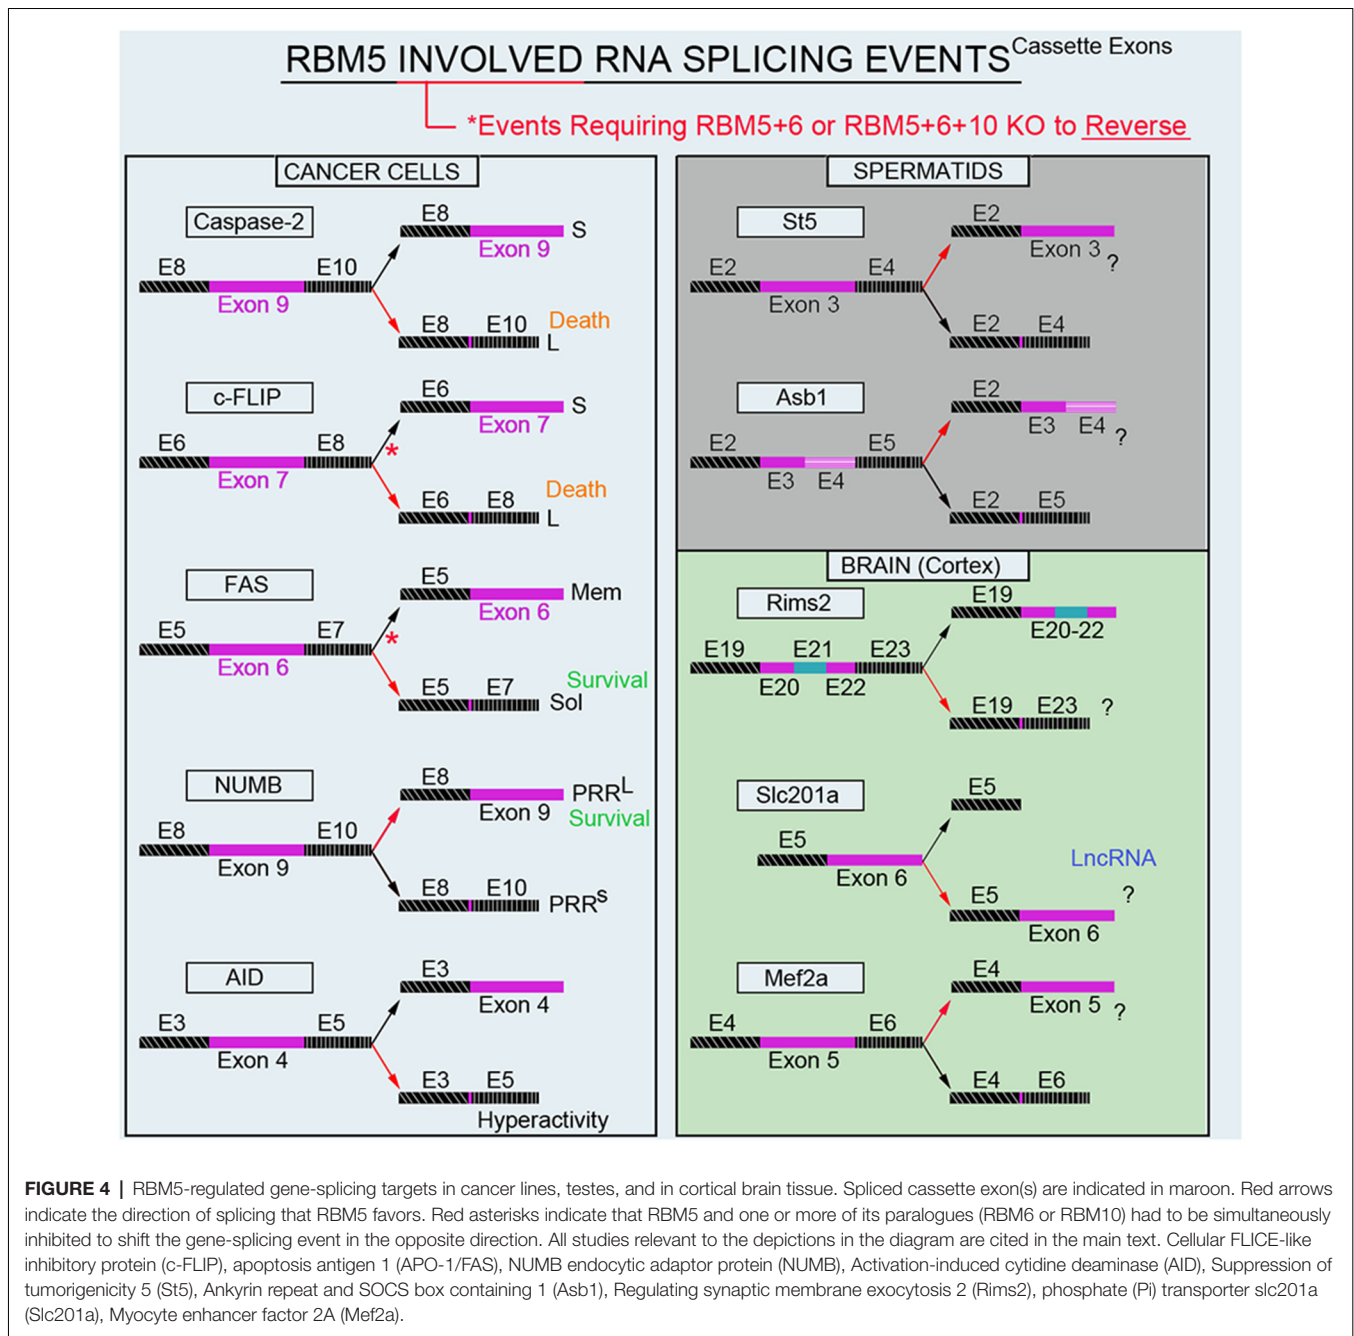 RBM5 INVOLVED RNA SPLICING EVENTS Cassette Exons
*Events Requiring RBM5+6 or RBM5+6+10 KO to Reverse
CANCER CELLS
Caspase-2
E8
Exon 9
S
E8
E10
Exon 9
Death
E8
E10
L
c-FLIP
E6
Exon 7
S
E6
E8
Exon 7
*
Death
E6
E8
L
FAS
E5
Exon 6
Mem
E5
E7
Exon 6
*
Survival
E5
E7
Sol
NUMB
E8
Exon 9
PRRL
Survival
E8
E10
Exon 9
E8
E10
PRRS
AID
E3
Exon 4
E3
E5
Exon 4
E3
E5
Hyperactivity
SPERMATIDS
St5
E2
Exon 3
?
E2
E4
Exon 3
E2
E4
Asb1
E2
E3
E4
?
E2
E5
E3
E4
E2
E5
BRAIN (Cortex)
Rims2
E19
E20-22
E19
E21
E23
E20
E22
E19
E23
?
Slc201a
E5
E5
Exon 6
LncRNA
?
E5
Exon 6
Mef2a
E4
Exon 5
?
E4
E6
Exon 5
E4
E6
FIGURE 4 | RBM5-regulated gene-splicing targets in cancer lines, testes, and in cortical brain tissue. Spliced cassette exon(s) are indicated in maroon. Red arrows
indicate the direction of splicing that RBM5 favors. Red asterisks indicate that RBM5 and one or more of its paralogues (RBM6 or RBM10) had to be simultaneously
inhibited to shift the gene-splicing event in the opposite direction. All studies relevant to the depictions in the diagram are cited in the main text. Cellular FLICE-like
inhibitory protein (c-FLIP), apoptosis antigen 1 (APO-1/FAS), NUMB endocytic adaptor protein (NUMB), Activation-induced cytidine deaminase (AID), Suppression of
tumorigenicity 5 (St5), Ankyrin repeat and SOCS box containing 1 (Asb1), Regulating synaptic membrane exocytosis 2 (Rims2), phosphate (Pi) transporter slc201a
(Slc201a), Myocyte enhancer factor 2A (Mef2a).